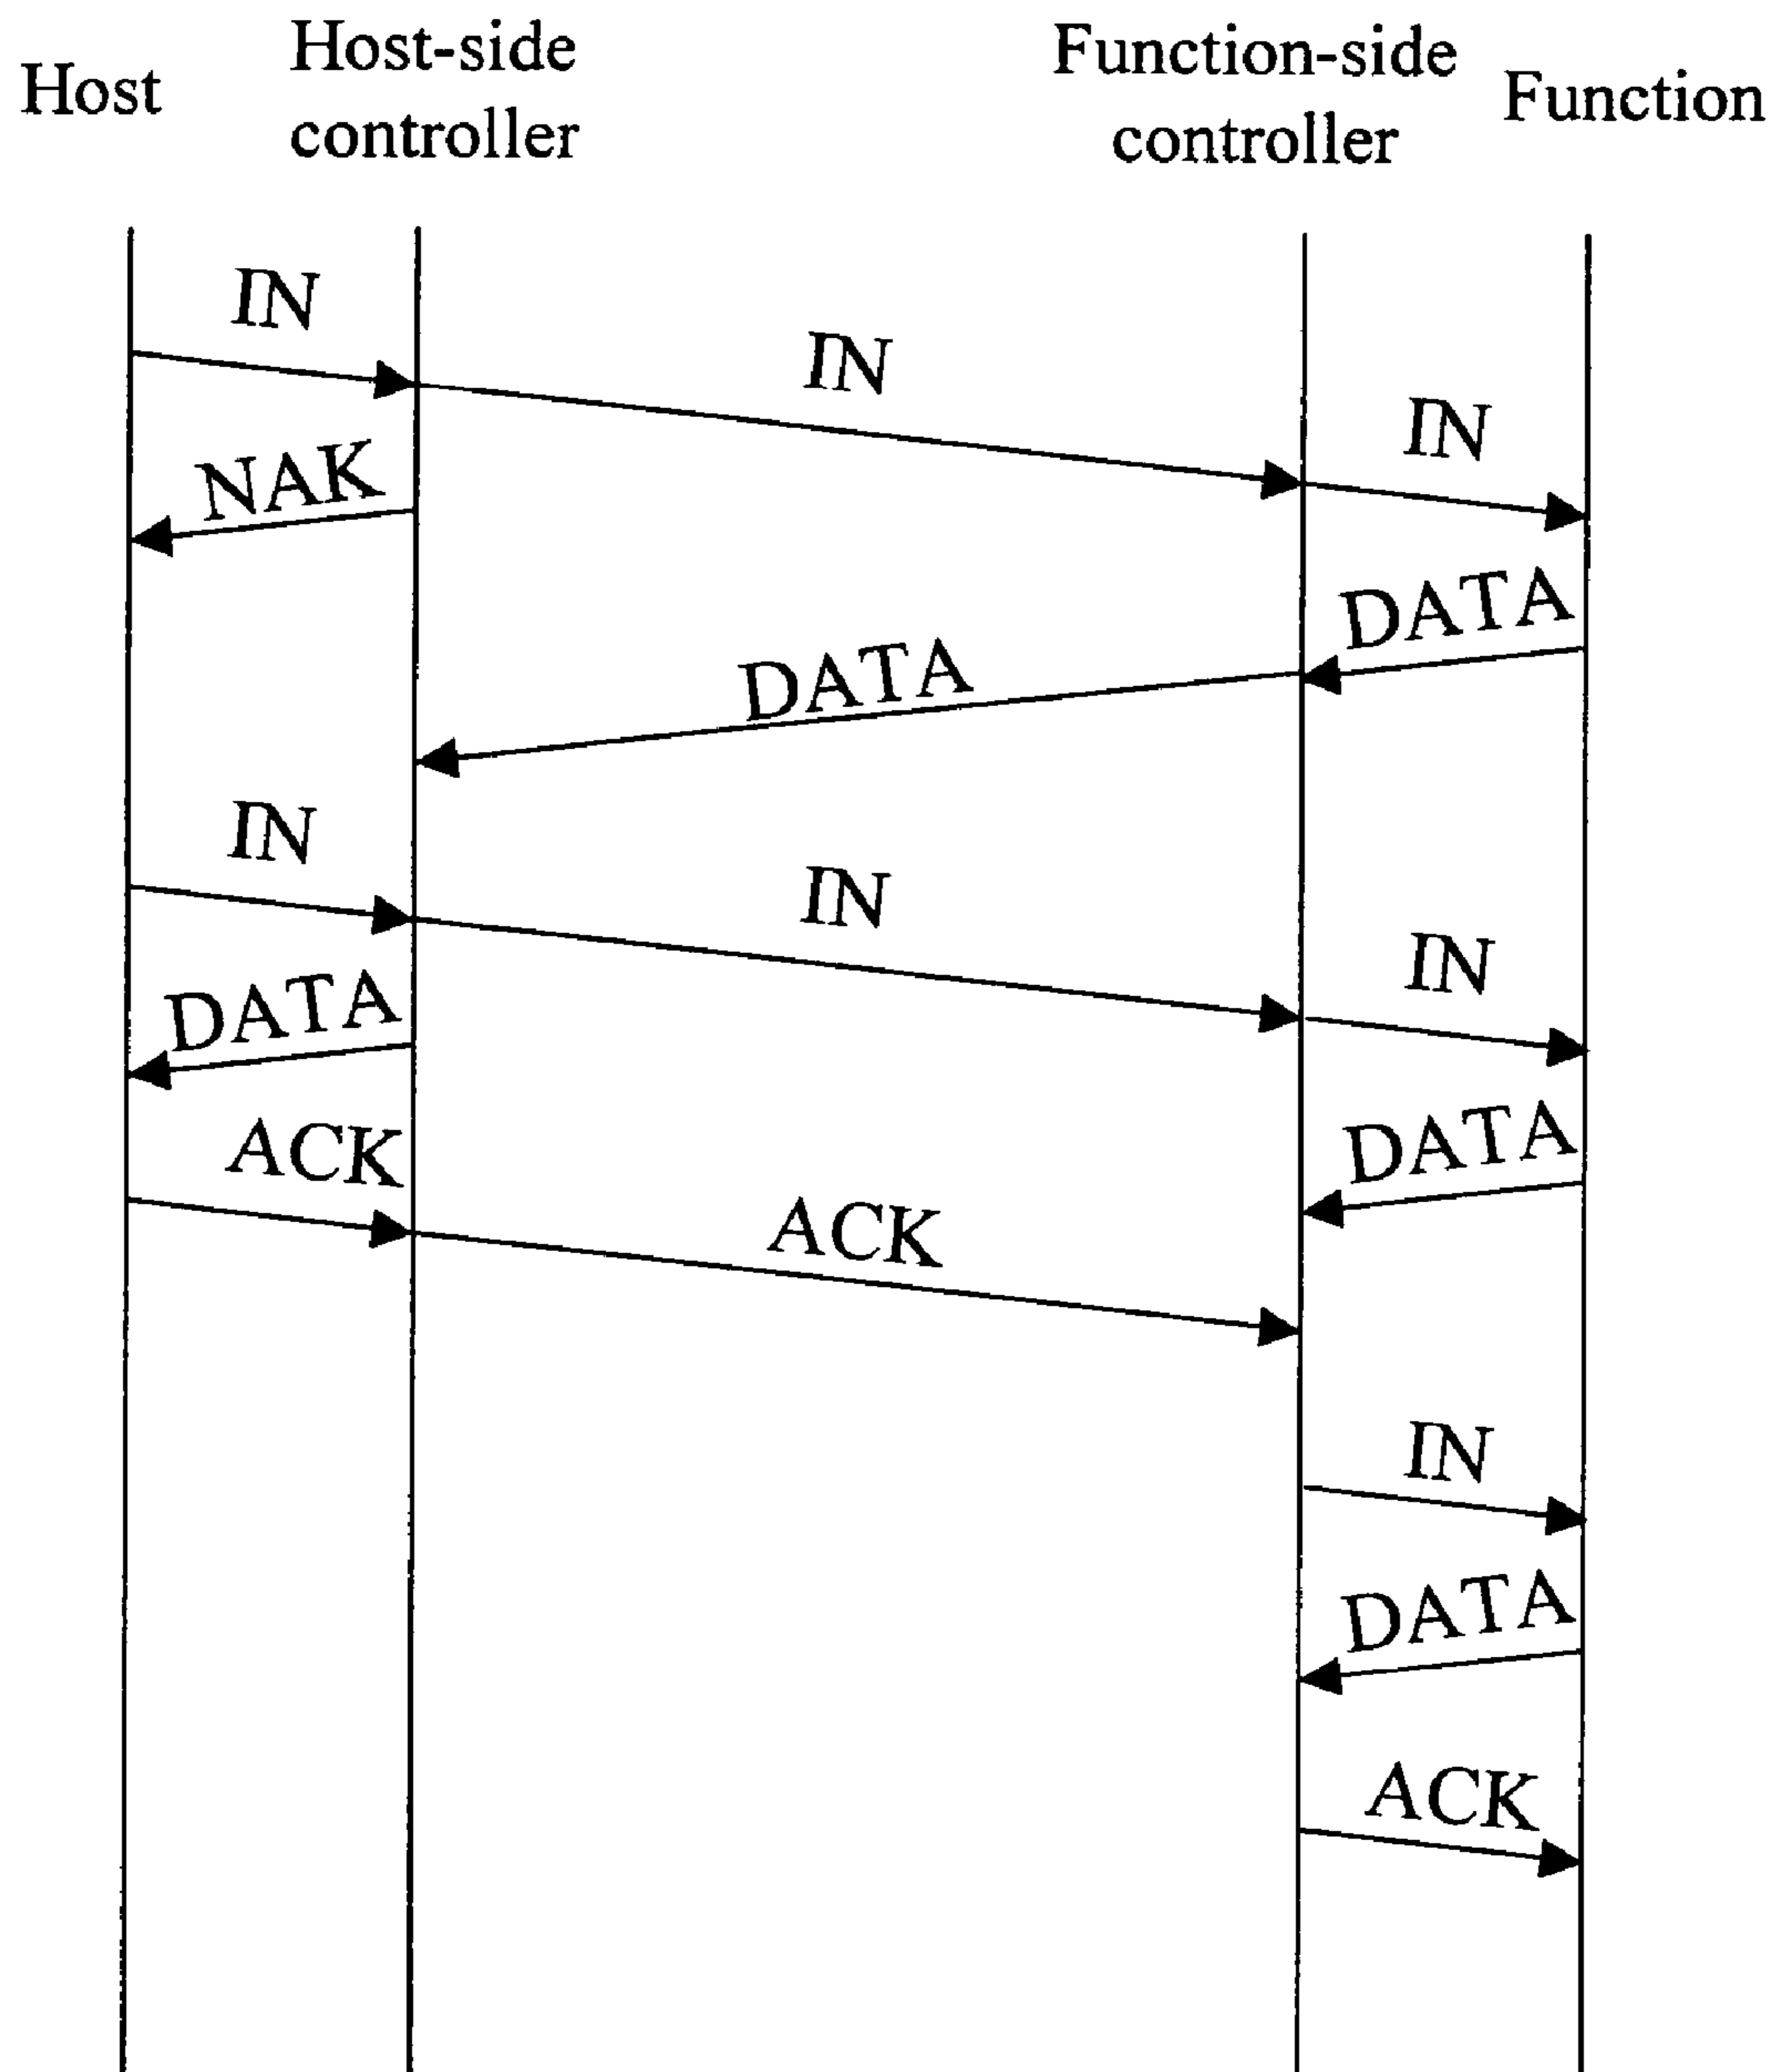 Host
Host-side
controller
Function-side
controller
Function
IN
IN
IN
NAK
DATA
DATA
IN
IN
IN
DATA
DATA
ACK
ACK
IN
DATA
ACK